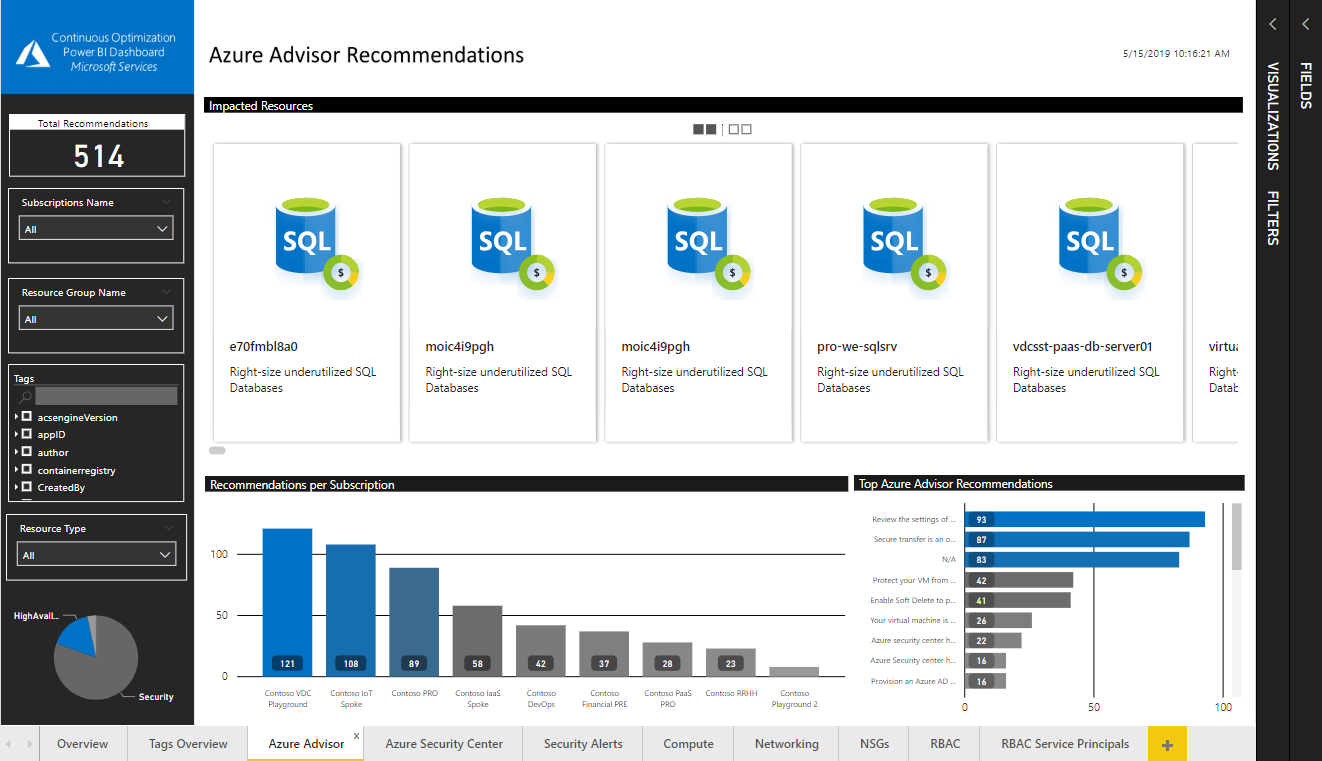 Continuous Optimization
Power BI Dashboard
Microsoft Services
Azure Advisor Recommendations
5/15/2019 10:16:21 AM
VISUALIZATIONS
FILTERS
FIELDS
Total Recommendations
514
Subscriptions Name
All
Resource Group Name
All
Tags
acsengineVersion
appID
author
containerregistry
CreatedBy
Resource Type
All
HighAvail...
Security
Impacted Resources
SQL
$
SQL
$
SQL
$
SQL
$
SQL
$
e70fmbl8a0
Right-size underutilized SQL
Databases
moic4i9pgh
Right-size underutilized SQL
Databases
moic4i9pgh
Right-size underutilized SQL
Databases
pro-we-sqlsrv
Right-size underutilized SQL
Databases
vdcsst-paas-db-server01
Right-size underutilized SQL
Databases
virtua
Right-
Datab
Recommendations per Subscription
100
50
0
121
108
89
58
42
37
28
23
Contoso VDC
Playground
Contoso IoT
Spoke
Contoso PRO
Contoso IaaS
Spoke
Contoso
DevOps
Contoso
Financial PRE
Contoso PaaS
PRO
Contoso RRHH
Contoso
Playground 2
Top Azure Advisor Recommendations
Review the settings of ... 93
Secure transfer is an o... 87
N/A 83
Protect your VM from ... 42
Enable Soft Delete to p... 41
Your virtual machine is ... 26
Azure security center h... 22
Azure Security center h... 16
Provision an Azure AD ... 16
0 50 100
Overview
Tags Overview
Azure Advisor x
Azure Security Center
Security Alerts
Compute
Networking
NSGs
RBAC
RBAC Service Principals
+